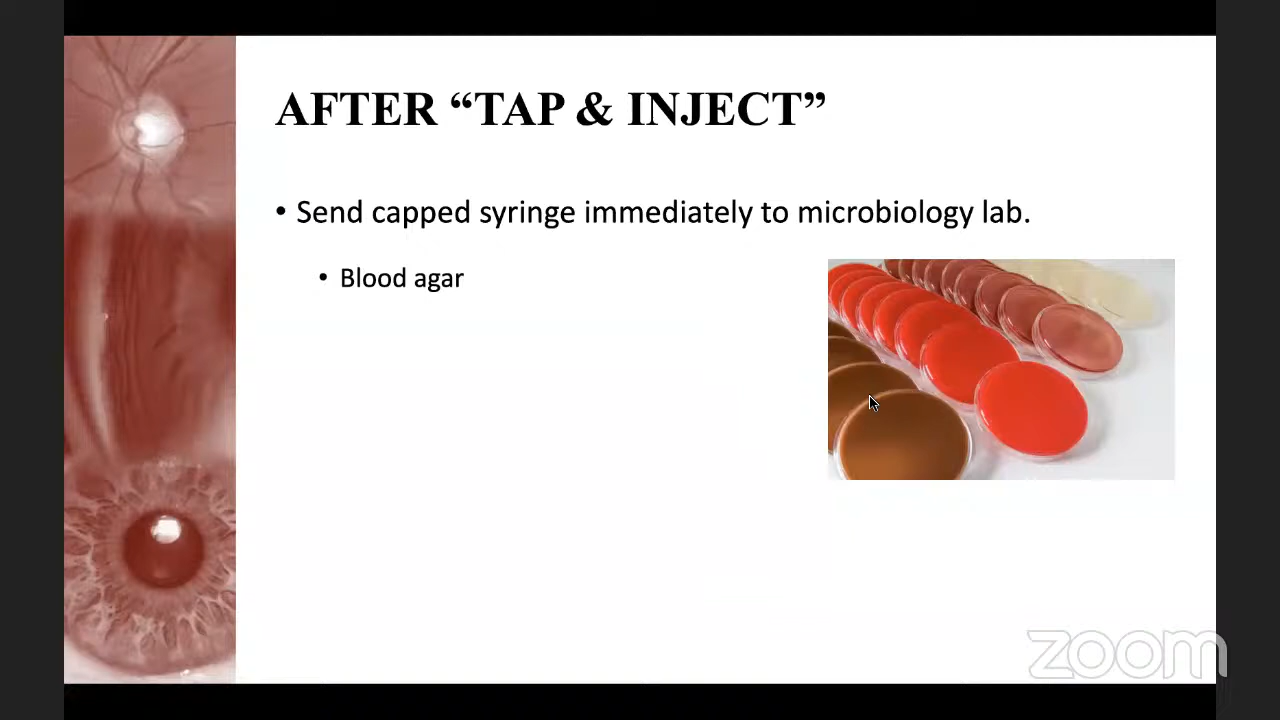 AFTER “TAP & INJECT”
• Send capped syringe immediately to microbiology lab.
• Blood agar
zoom